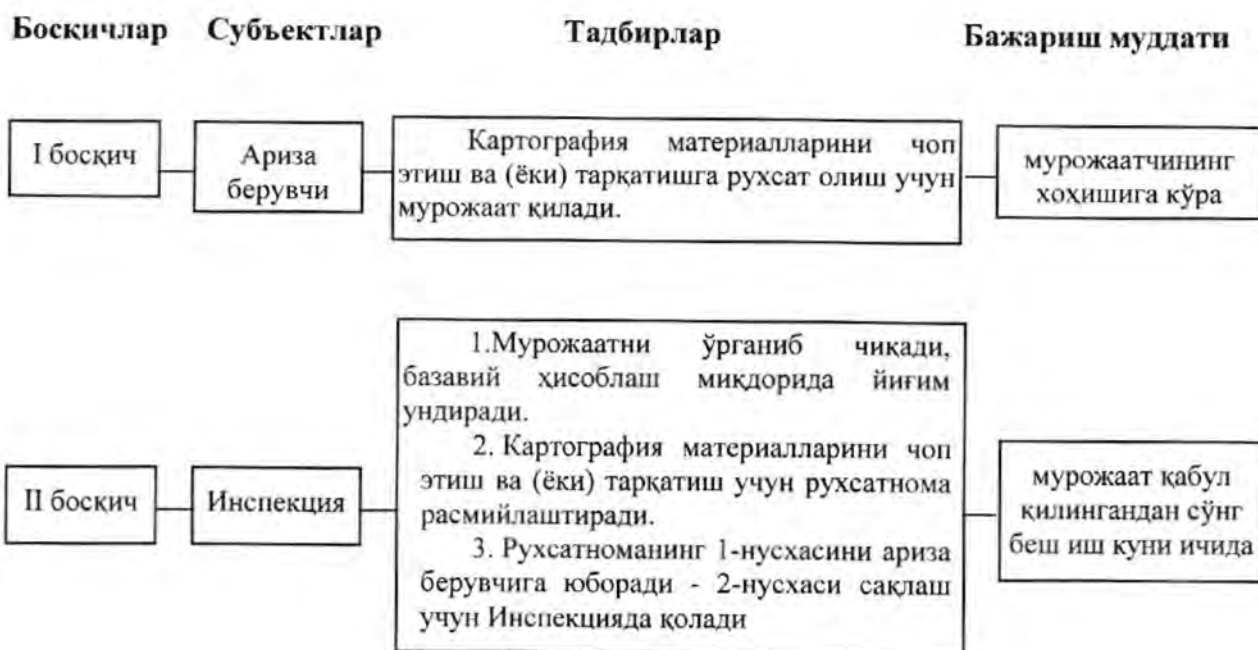 Босқичлар Субъектлар Тадбирлар Бажариш муддати
I босқич
Ариза
берувчи
Картография материалларини чоп
этиш ва (ёки) тарқатишга рухсат олиш учун
мурожаат қилади.
мурожаатчининг
хоҳишига кўра
II босқич
Инспекция
1.Мурожаатни ўрганиб чиқади,
базавий ҳисоблаш миқдорида йиғим
ундиради.
2. Картография материалларини чоп
этиш ва (ёки) тарқатиш учун рухсатнома
расмийлаштиради.
3. Рухсатноманинг 1-нусхасини ариза
берувчига юборади - 2-нусхаси сақлаш
учун Инспекцияда қолади
мурожаат қабул
қилингандан сўнг
беш иш куни ичида